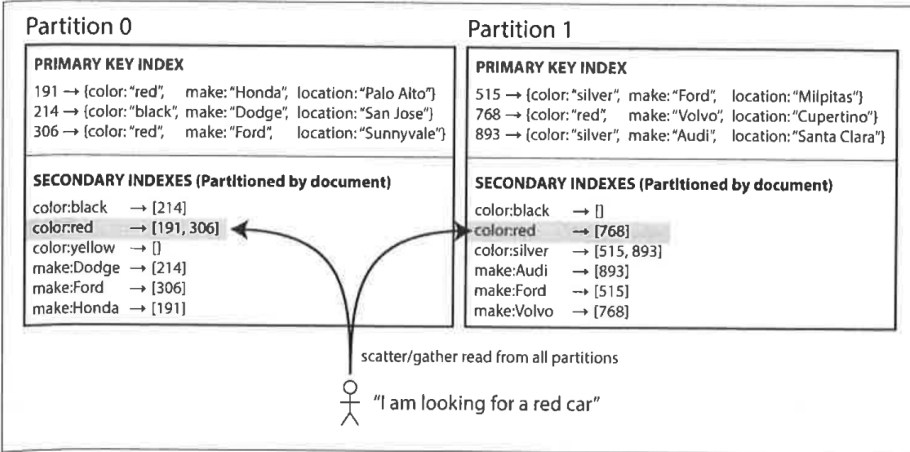 Partition 0
PRIMARY KEY INDEX
191 → {color: “red”, make: “Honda”, location: “Palo Alto”}
214 → {color: “black”, make: “Dodge”, location: “San Jose”}
306 → {color: “red”, make: “Ford”, location: “Sunnyvale”}
SECONDARY INDEXES (Partitioned by document)
color:black → [214]
color:red → [191, 306]
color:yellow → []
make:Dodge → [214]
make:Ford → [306]
make:Honda → [191]
Partition 1
PRIMARY KEY INDEX
515 → {color: “silver”, make: “Ford”, location: “Milpitas”}
768 → {color: “red”, make: “Volvo”, location: “Cupertino”}
893 → {color: “silver”, make: “Audi”, location: “Santa Clara”}
SECONDARY INDEXES (Partitioned by document)
color:black → []
color:red → [768]
color:silver → [515, 893]
make:Audi → [893]
make:Ford → [515]
make:Volvo → [768]
scatter/gather read from all partitions
“I am looking for a red car”